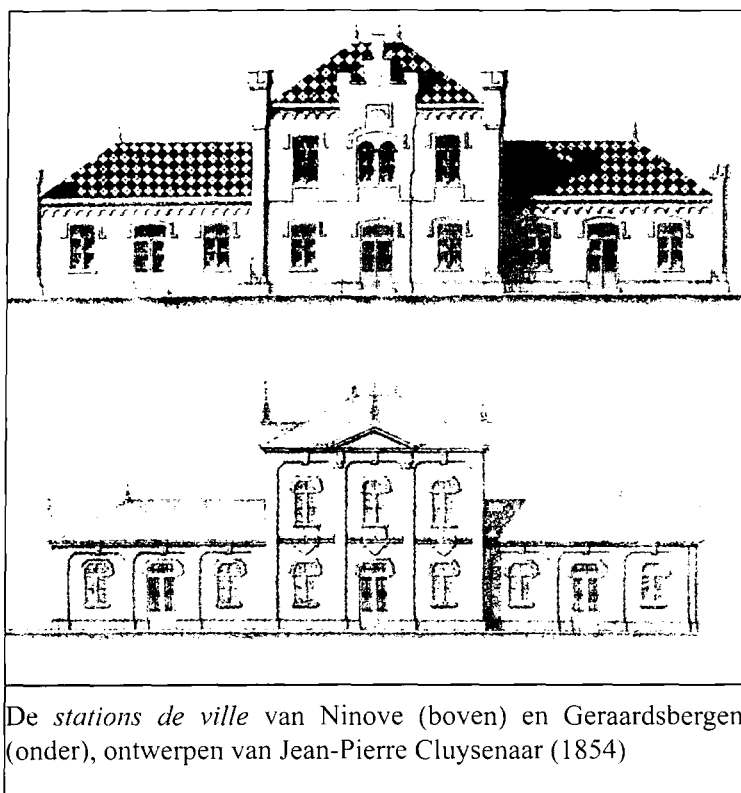 De stations de ville van Ninove (boven) en Geraardsbergen
(onder), ontwerpen van Jean-Pierre Cluysenaar (1854)